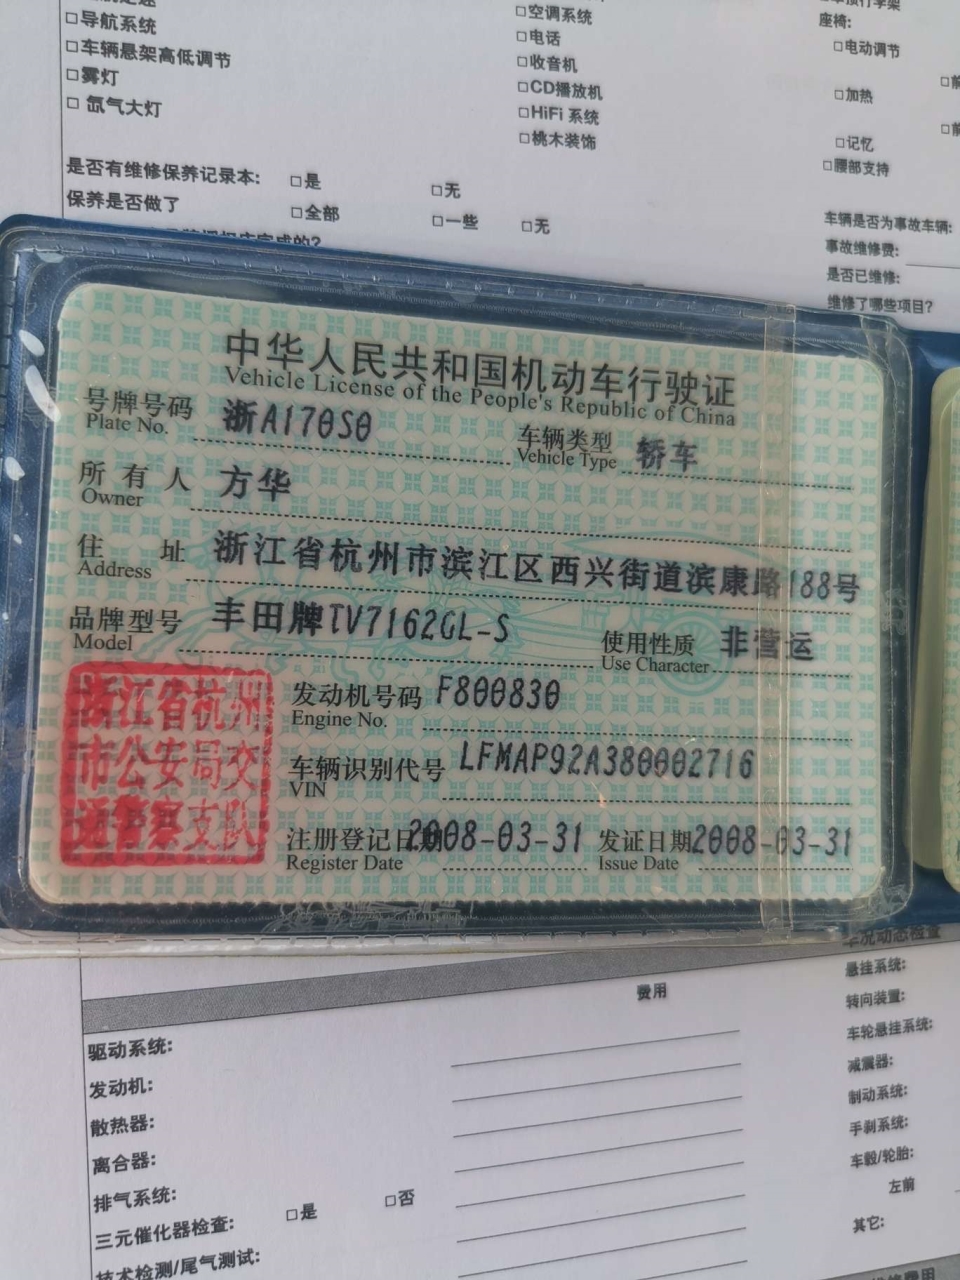 □导航系统
□车辆悬架高低调节
□雾灯
□ 氙气大灯
□空调系统
□电话
□收音机
□CD播放机
□HiFi 系统
□桃木装饰
座椅:
□电动调节
□加热
□记忆
□腰部支持
是否有维修保养记录本: □是 □无
保养是否做了 □全部 □一些 □无
车辆是否为事故车辆:
事故维修费:
是否已维修:
维修了哪些项目?
中华人民共和国机动车行驶证
Vehicle License of the People's Republic of China
号牌号码 浙A170S0 车辆类型 轿车
Plate No. Vehicle Type
所有人 方华
Owner
住址 浙江省杭州市滨江区西兴街道滨康路188号
Address
品牌型号 丰田牌TV7162GL-S 使用性质 非营运
Model Use Character
浙江省杭州
市公安局交
通警察支队
发动机号码 F800830
Engine No.
车辆识别代号 LFMAP92A380002716
VIN
注册登记日期 2008-03-31 发证日期 2008-03-31
Register Date Issue Date
车况动态检查
费用
驱动系统:
发动机:
散热器:
离合器:
排气系统:
三元催化器检查: □是 □否
技术检测/尾气测试:
悬挂系统:
转向装置:
车轮悬挂系统:
减震器:
制动系统:
手刹系统:
车毂/轮胎:
左前
其它: